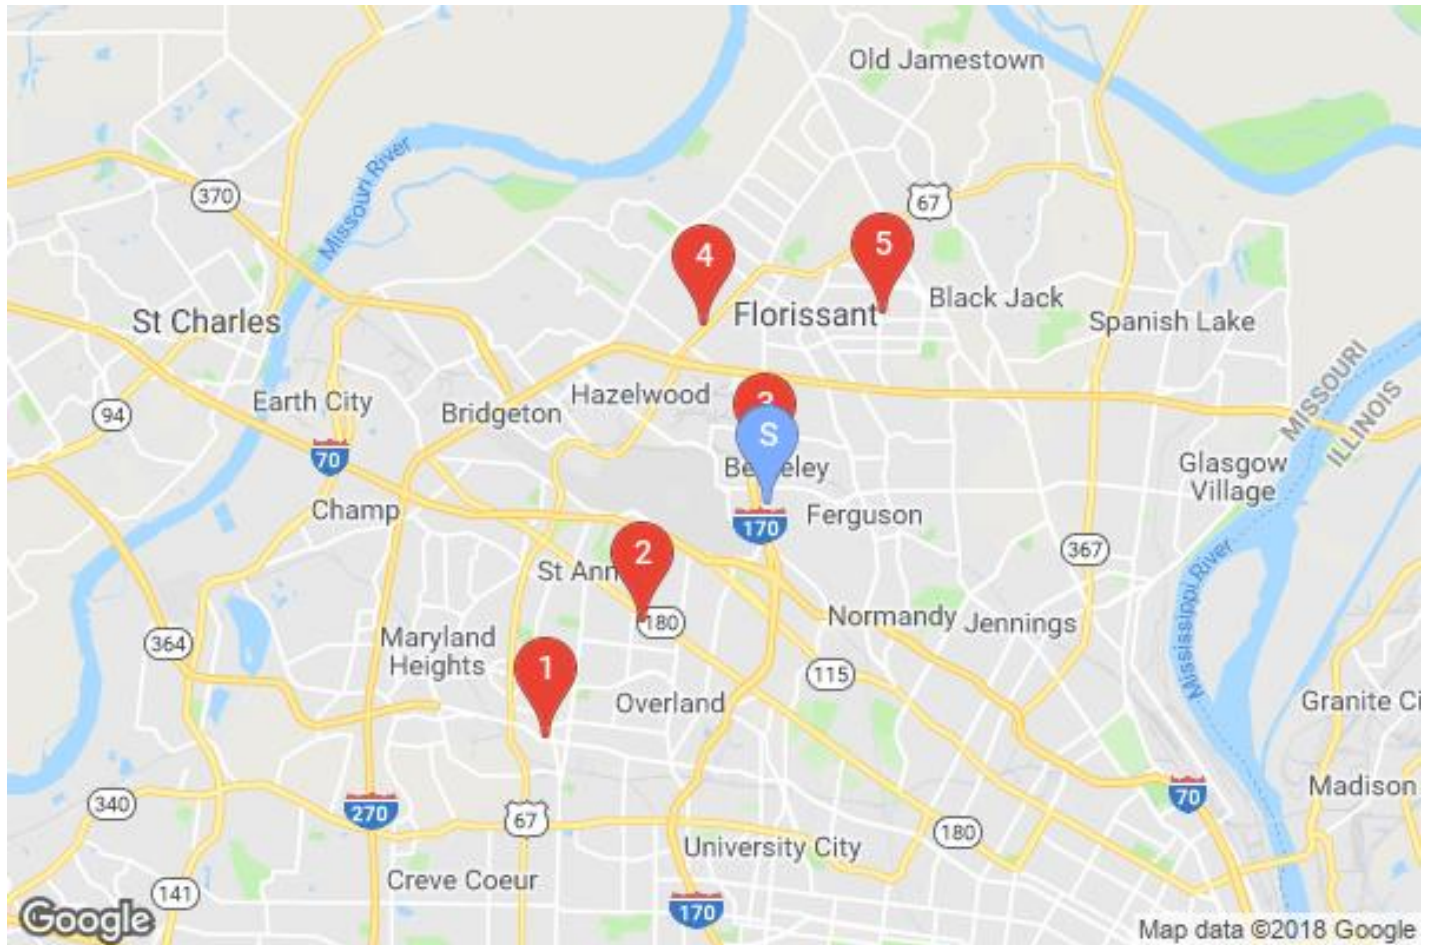 Old Jamestown
Missouri River
370
67
4
5
Florissant
Black Jack
St Charles
Spanish Lake
MISSOURI
ILLINOIS
Hazelwood
3
Earth City
94
Bridgeton
S
70
Glasgow
Village
Champ
170
Ferguson
2
367
St Ann
Mississippi River
180
Normandy
Jennings
364
Maryland
Heights
1
115
Overland
Granite Ci
340
270
67
70
Madison
180
University City
Creve Coeur
141
170
Google
Map data ©2018 Google